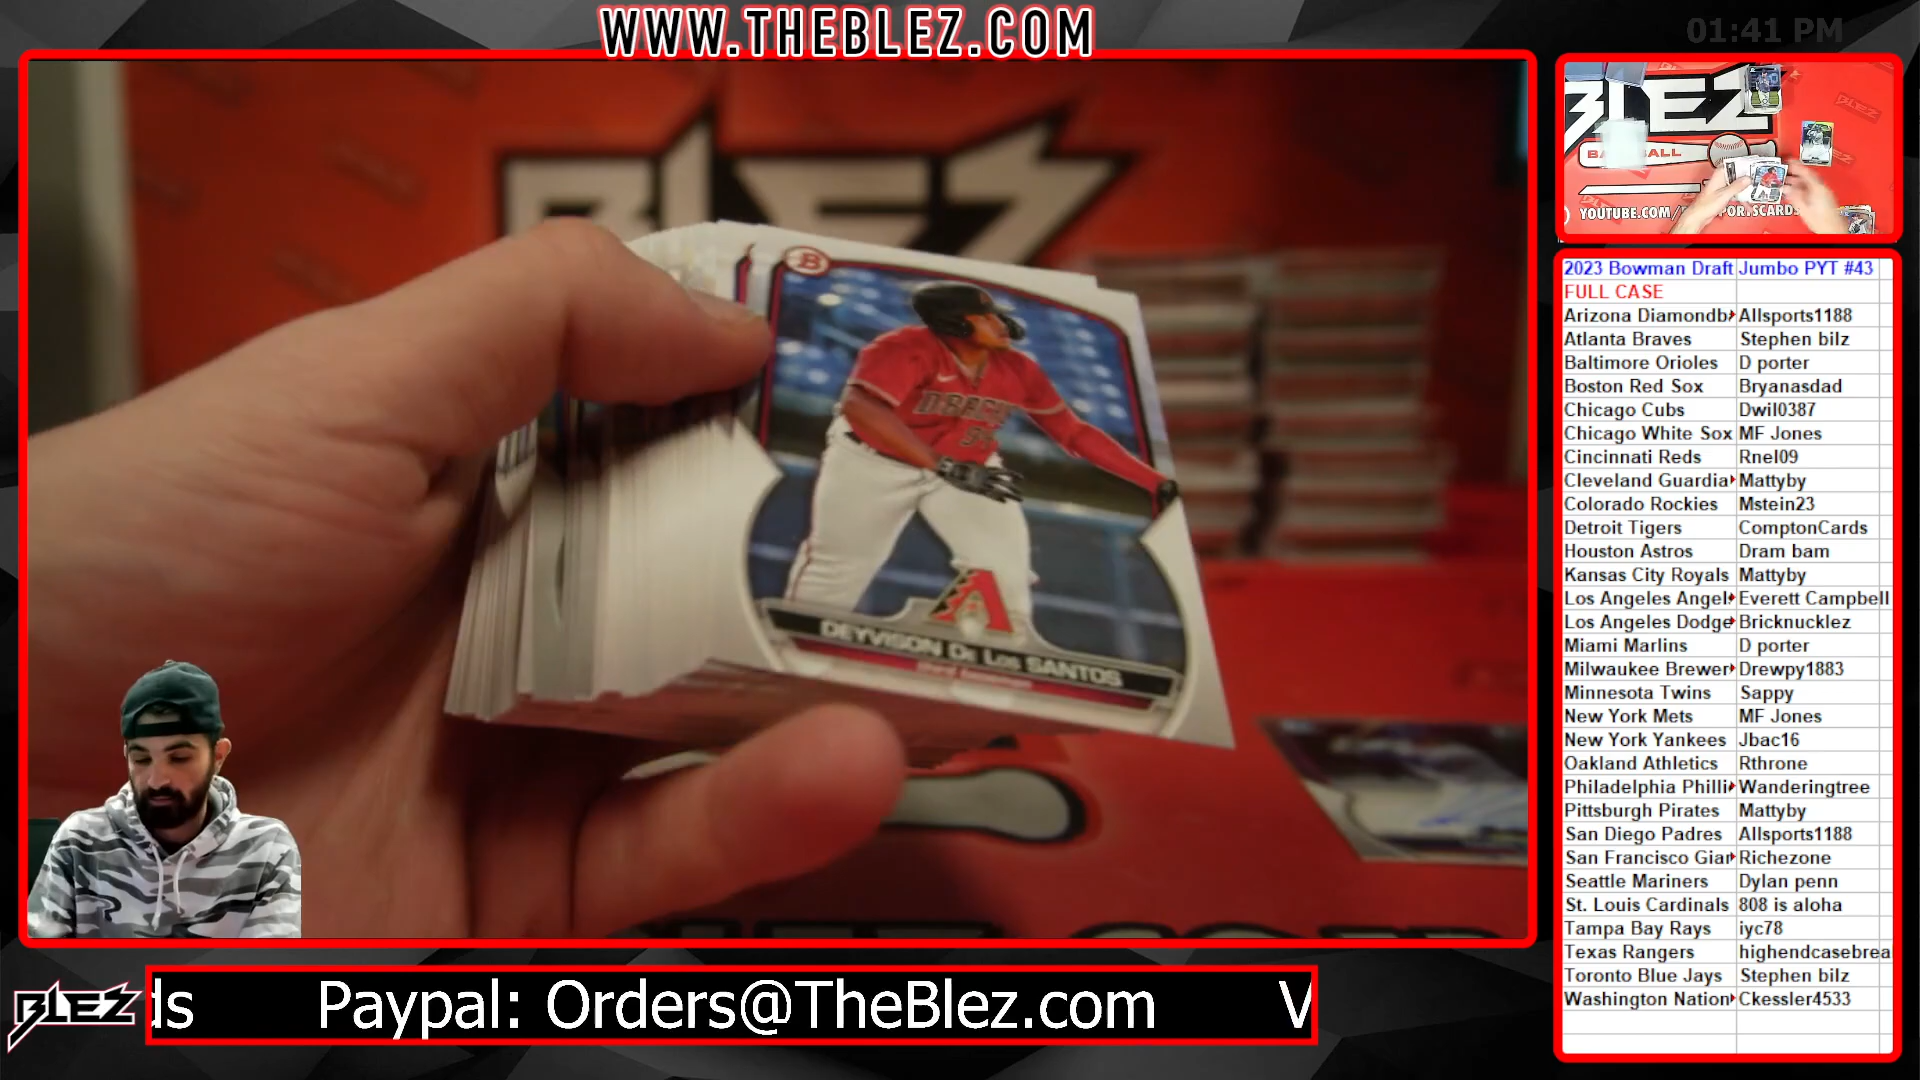 WWW.THEBLEZ.COM
01:41 PM
BLEZ
B
DEYVISON De Los SANTOS
BLEZ
YOUTUBE.COM/
2023 Bowman Draft Jumbo PYT #43
FULL CASE
Arizona Diamondb Allsports1188
Atlanta Braves Stephen bilz
Baltimore Orioles D porter
Boston Red Sox Bryanasdad
Chicago Cubs Dwil0387
Chicago White Sox MF Jones
Cincinnati Reds Rnel09
Cleveland Guardia Mattyby
Colorado Rockies Mstein23
Detroit Tigers ComptonCards
Houston Astros Dram bam
Kansas City Royals Mattyby
Los Angeles Angel Everett Campbell
Los Angeles Dodge Bricknucklez
Miami Marlins D porter
Milwaukee Brewer Drewpy1883
Minnesota Twins Sappy
New York Mets MF Jones
New York Yankees Jbac16
Oakland Athletics Rthrone
Philadelphia Philli Wanderingtree
Pittsburgh Pirates Mattyby
San Diego Padres Allsports1188
San Francisco Gian Richezone
Seattle Mariners Dylan penn
St. Louis Cardinals 808 is aloha
Tampa Bay Rays iyc78
Texas Rangers highendcasebrea
Toronto Blue Jays Stephen bilz
Washington Nation Ckessler4533
BLEZ
ds Paypal: Orders@TheBlez.com V